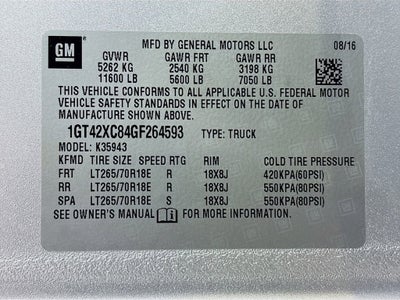 GM
MFD BY GENERAL MOTORS LLC 08/16
GVWR GAWR FRT GAWR RR
5262 KG 2540 KG 3198 KG
11600 LB 5600 LB 7050 LB
THIS VEHICLE CONFORMS TO ALL APPLICABLE U.S. FEDERAL MOTOR
VEHICLE SAFETY STANDARDS IN EFFECT ON THE DATE OF
MANUFACTURE SHOWN ABOVE.
1GT42XC84GF264593 TYPE: TRUCK
MODEL: K35943
KFMD TIRE SIZE SPEED RTG RIM COLD TIRE PRESSURE
FRT LT265/70R18E R 18X8J 420KPA(60PSI)
RR LT265/70R18E R 18X8J 550KPA(80PSI)
SPA LT265/70R18E S 18X8J 550KPA(80PSI)
SEE OWNER'S MANUAL FOR MORE INFORMATION.